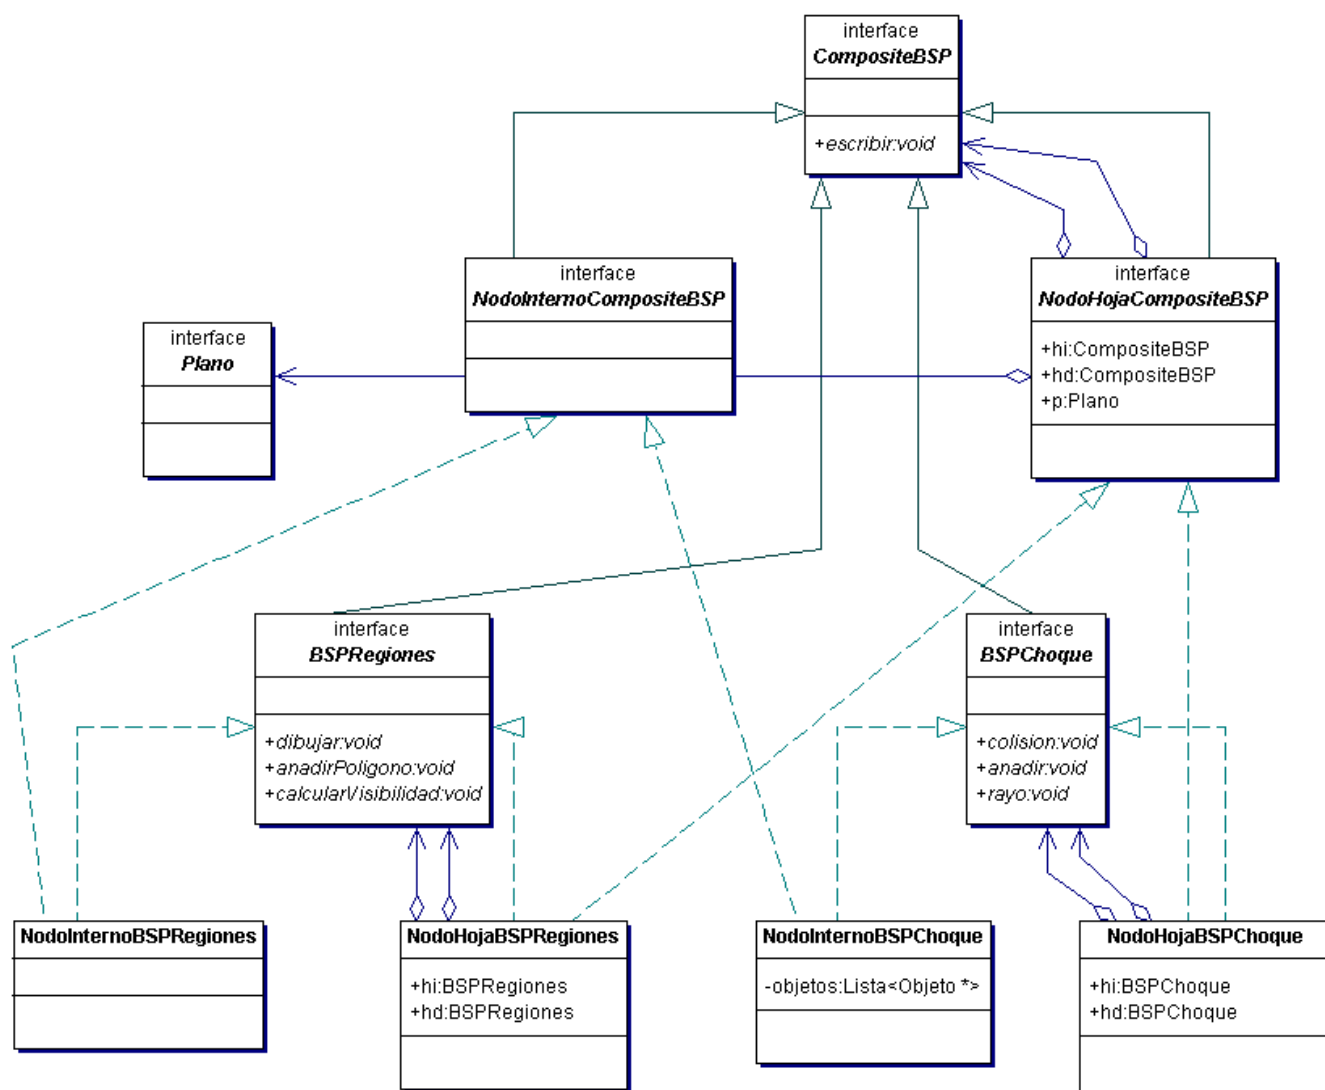 interface
CompositeBSP
+escribir:void
interface
NodoInternoCompositeBSP
interface
NodoHojaCompositeBSP
+hi:CompositeBSP
+hd:CompositeBSP
+p:Plano
interface
Plano
interface
BSPRegiones
+dibujar:void
+anadirPoligono:void
+calcularVisibilidad:void
interface
BSPChoque
+colision:void
+anadir:void
+rayo:void
NodoInternoBSPRegiones
NodoHojaBSPRegiones
+hi:BSPRegiones
+hd:BSPRegiones
NodoInternoBSPChoque
-objetos:Lista<Objeto *>
NodoHojaBSPChoque
+hi:BSPChoque
+hd:BSPChoque